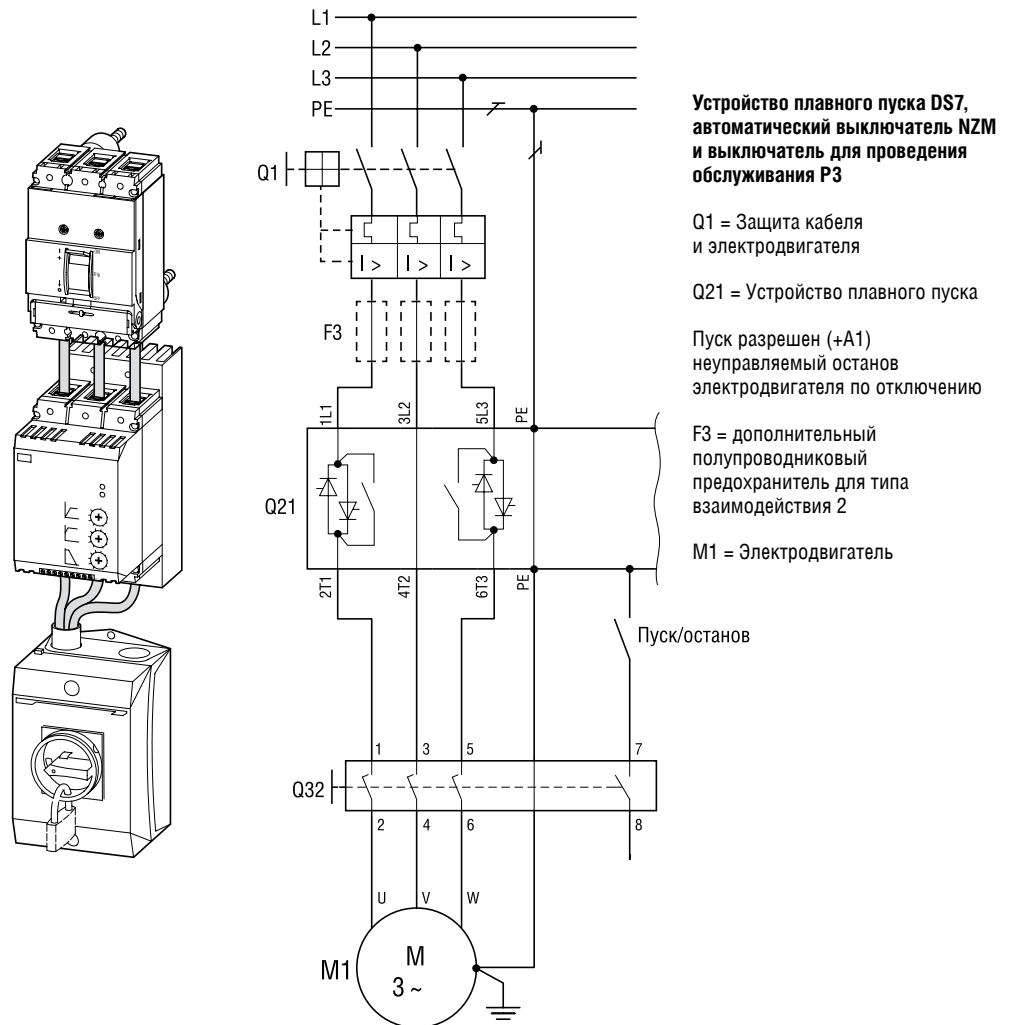 L1
L2
L3
PE
Q1
I >
I >
I >
F3
1L1
3L2
5L3
PE
Q21
2T1
4T2
6T3
PE
Пуск/останов
1
3
5
7
Q32
2
4
6
8
U
V
W
M1
M
3 ~
Устройство плавного пуска DS7,
автоматический выключатель NZM
и выключатель для проведения
обслуживания P3
Q1 = Защита кабеля
и электродвигателя
Q21 = Устройство плавного пуска
Пуск разрешен (+A1)
неуправляемый останов
электродвигателя по отключению
F3 = дополнительный
полупроводниковый
предохранитель для типа
взаимодействия 2
M1 = Электродвигатель